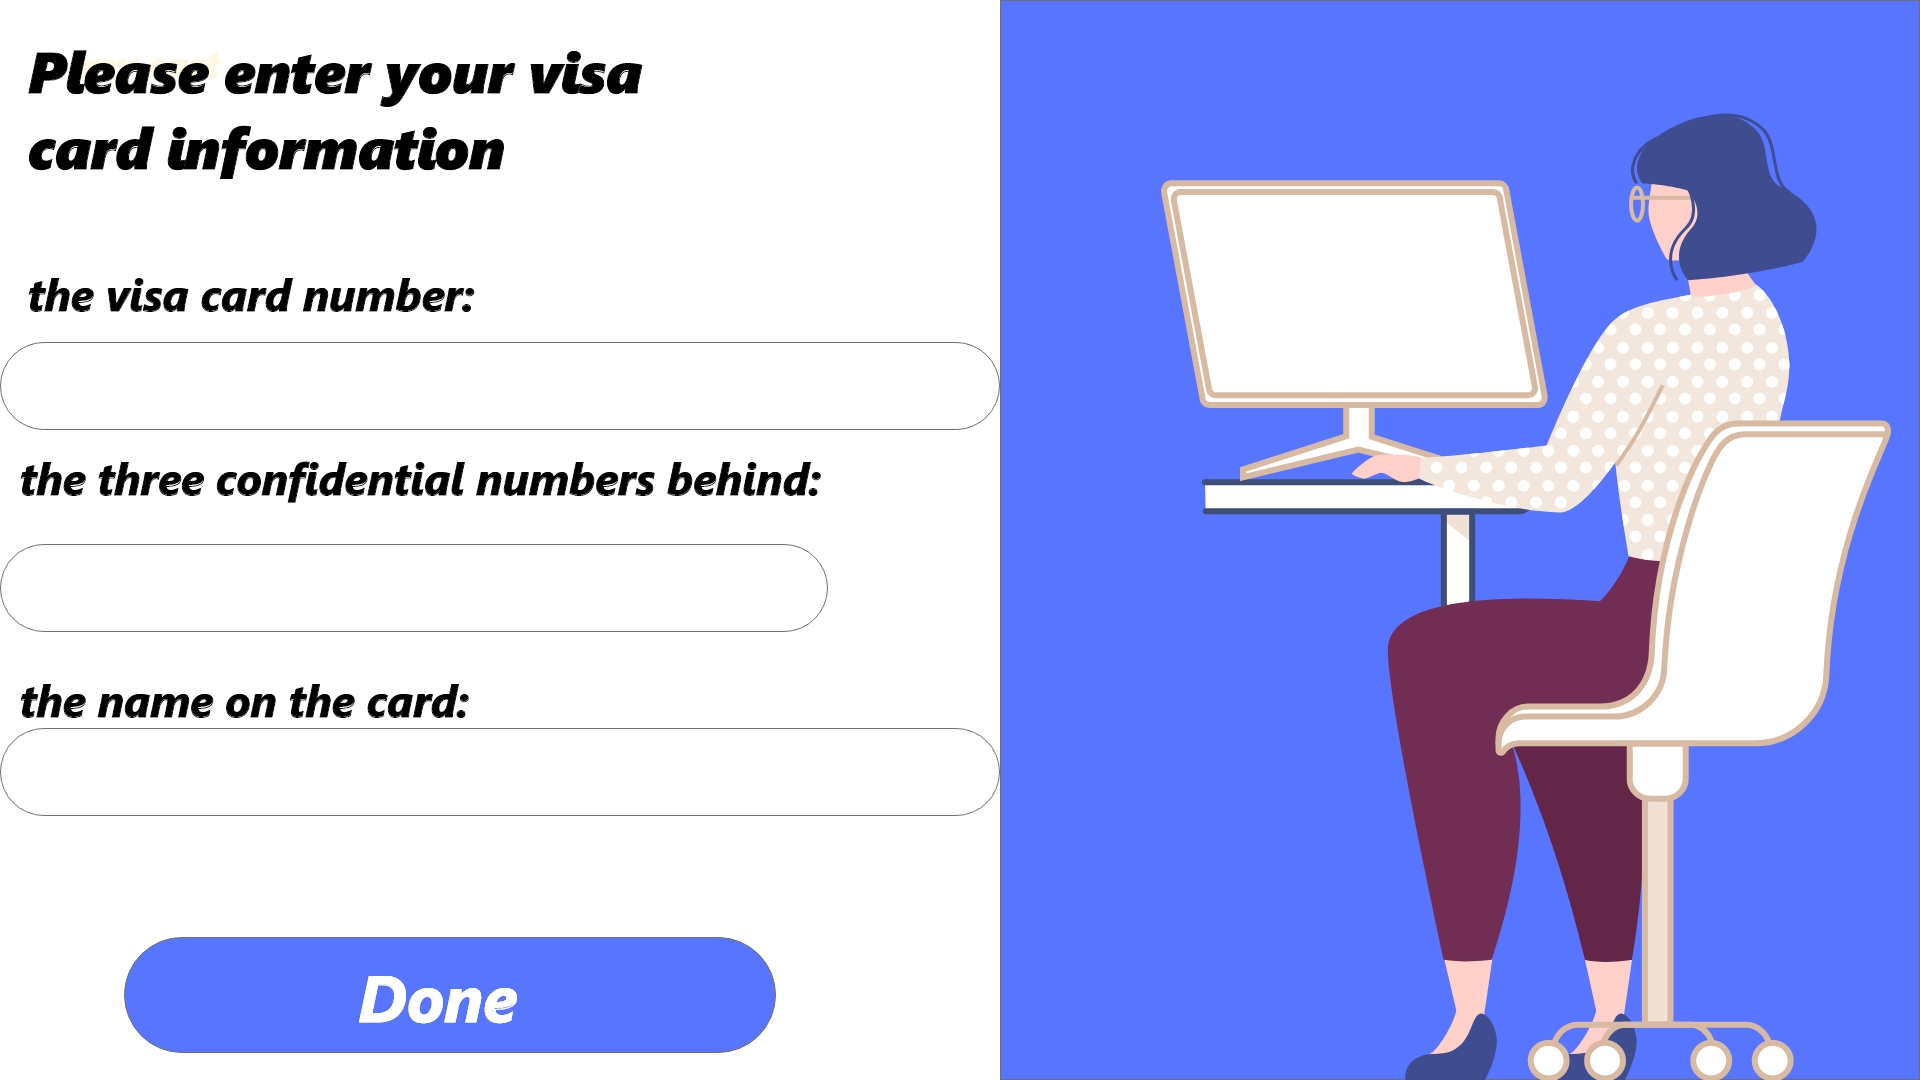 Please enter your visa
card information
the visa card number:
the three confidential numbers behind:
the name on the card:
Done